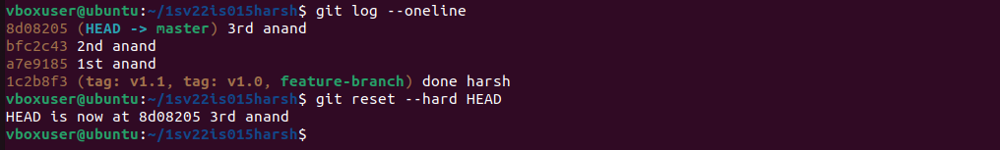 vboxuser@ubuntu:~/1sv22is015harsh$ git log --oneline
8d08205 (HEAD -> master) 3rd anand
bfc2c43 2nd anand
a7e9185 1st anand
1c2b8f3 (tag: v1.1, tag: v1.0, feature-branch) done harsh
vboxuser@ubuntu:~/1sv22is015harsh$ git reset --hard HEAD
HEAD is now at 8d08205 3rd anand
vboxuser@ubuntu:~/1sv22is015harsh$